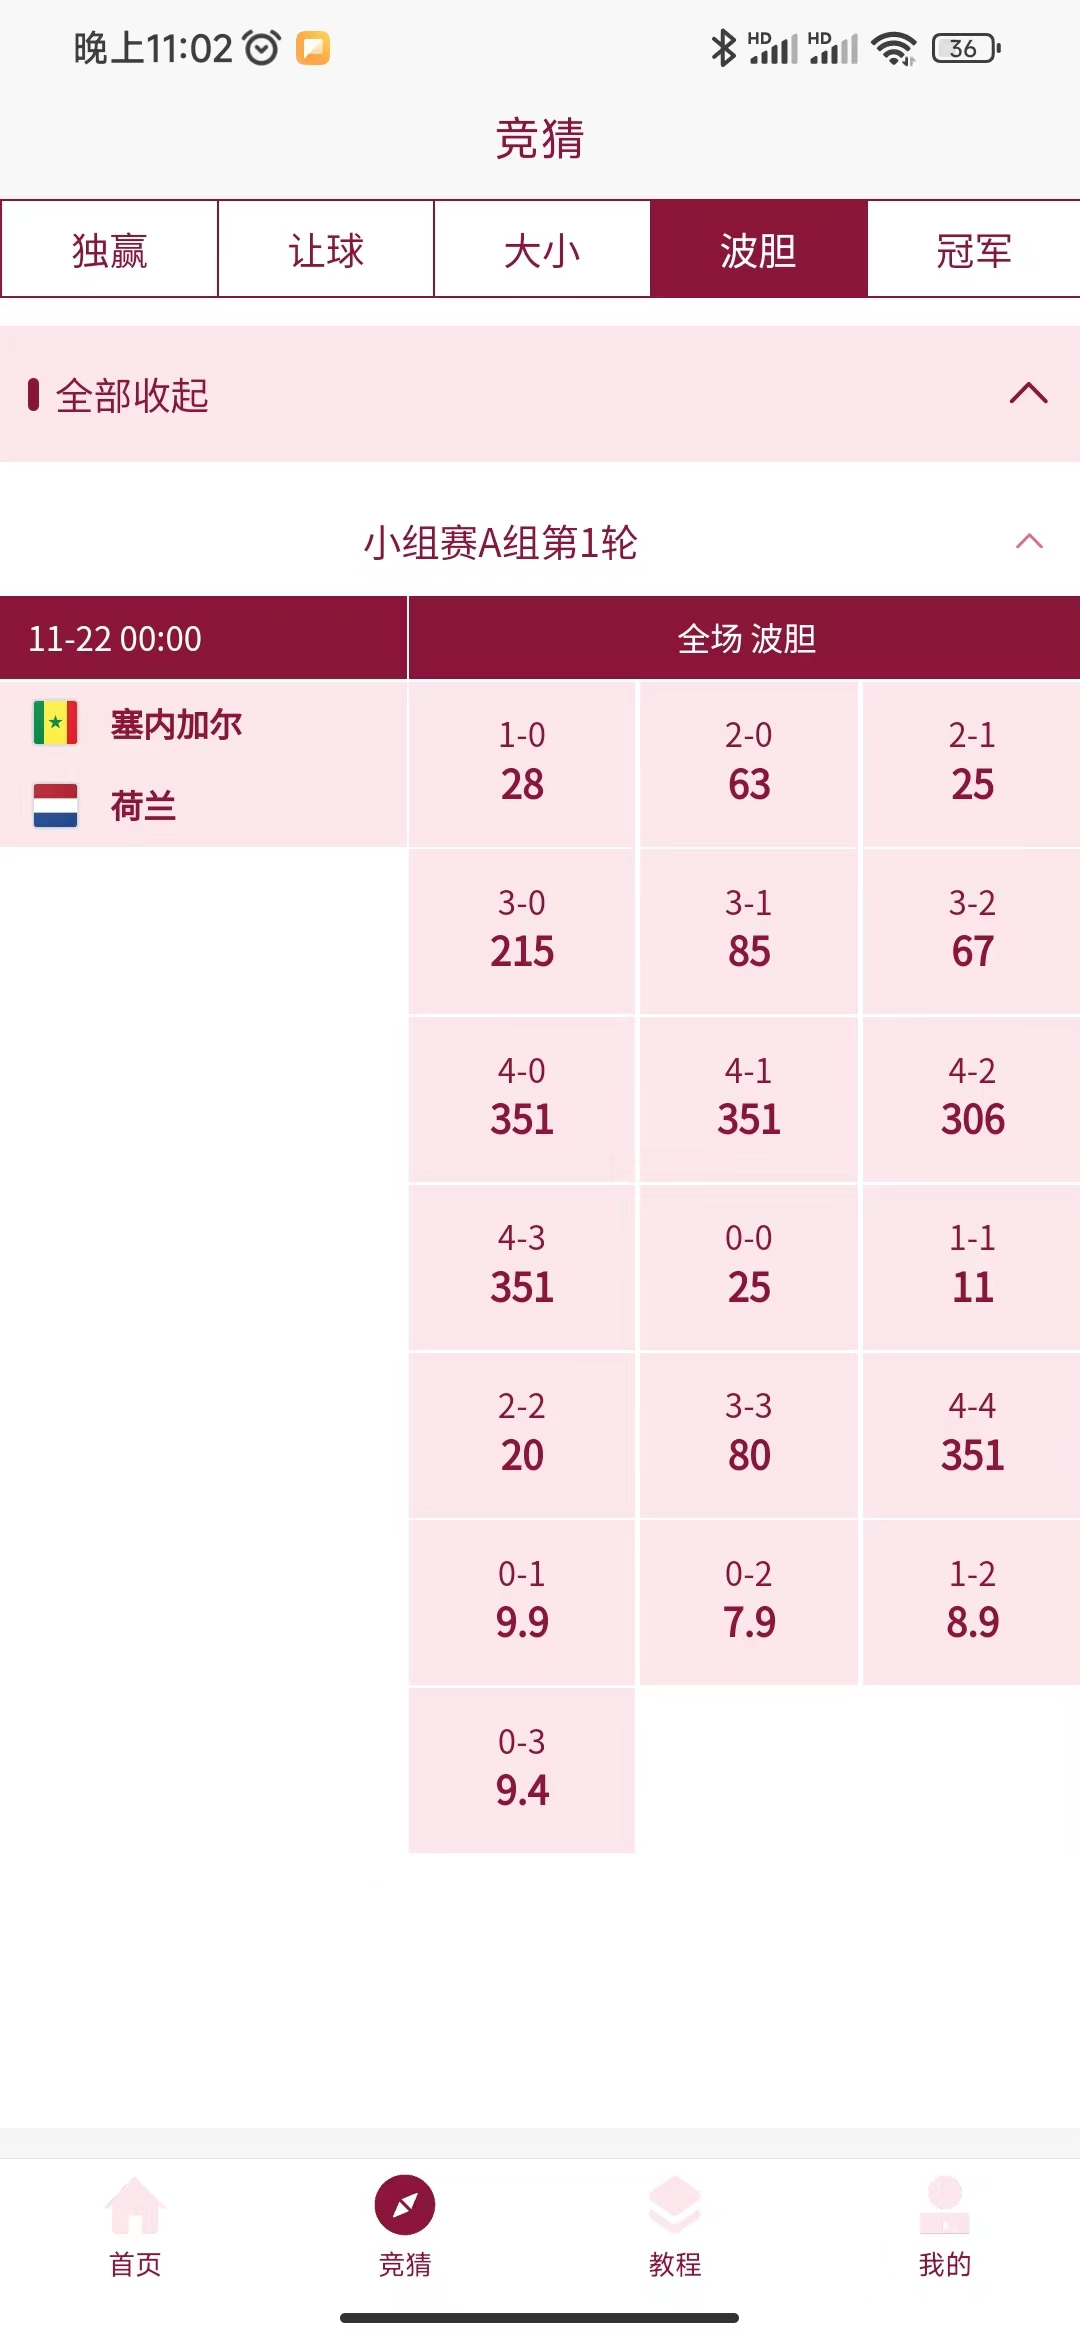 晚上11:02
HD HD 36
竞猜
独赢 让球 大小 波胆 冠军
全部收起
小组赛A组第1轮
11-22 00:00 全场 波胆
塞内加尔
荷兰
1-0 2-0 2-1
28 63 25
3-0 3-1 3-2
215 85 67
4-0 4-1 4-2
351 351 306
4-3 0-0 1-1
351 25 11
2-2 3-3 4-4
20 80 351
0-1 0-2 1-2
9.9 7.9 8.9
0-3
9.4
首页 竞猜 教程 我的